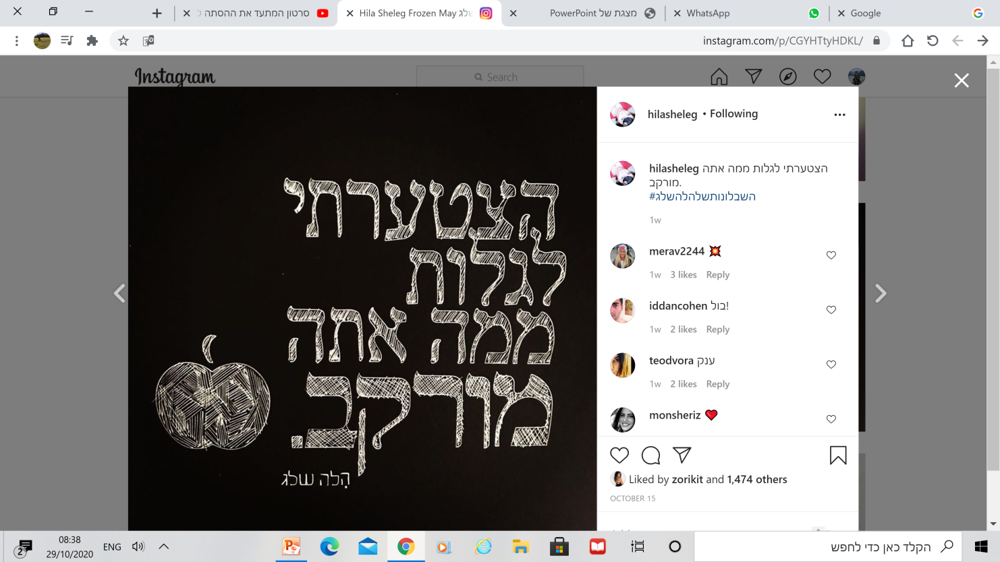 סרטון המתעד את ההסתה ל
Hila Sheleg Frozen May שלג
מצגת של PowerPoint
WhatsApp
Google
instagram.com/p/CGYHTtyHDKL/
Instagram
Search
הצטערתי
לגלות
ממה אתה
מורקב.
הלה שלג
hilasheleg • Following
hilasheleg הצטערתי לגלות ממה אתה
מורקב.
#השבלונותשלהלהשלג
1w
merav2244 💥
1w 3 likes Reply
iddancohen בול!
1w 2 likes Reply
teodvora ענק
1w 2 likes Reply
monsheriz ❤️
Liked by zorikit and 1,474 others
OCTOBER 15
2
08:38
29/10/2020
ENG
הקלד כאן כדי לחפש